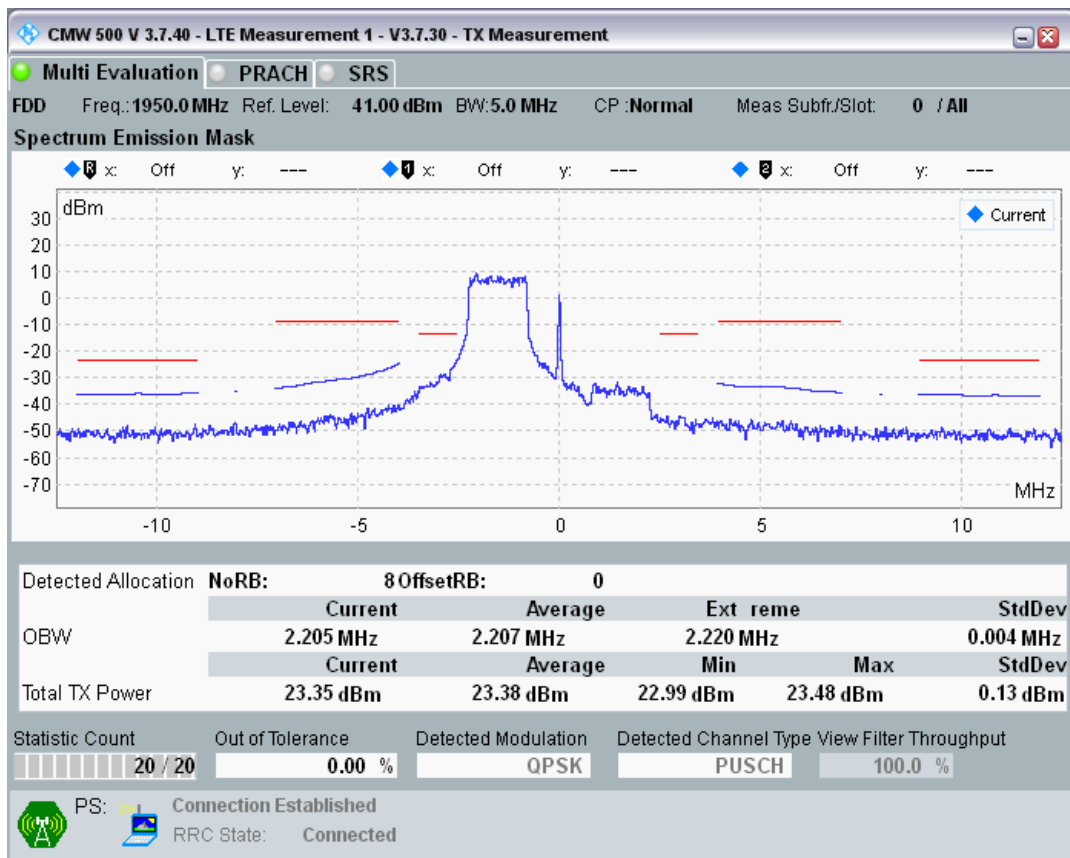 CMW 500 V 3.7.40 - LTE Measurement 1 - V3.7.30 - TX Measurement
Multi Evaluation PRACH SRS
FDD Freq.: 1950.0 MHz Ref. Level: 41.00 dBm BW: 5.0 MHz CP : Normal Meas Subfr./Slot: 0 / All
Spectrum Emission Mask
R x: Off y: --- 1 x: Off y: --- 2 x: Off y: ---
dBm
Current
30
20
10
0
-10
-20
-30
-40
-50
-60
-70
MHz
-10 -5 0 5 10
Detected Allocation NoRB: 8 OffsetRB: 0
Current Average Ext reme StdDev
OBW 2.205 MHz 2.207 MHz 2.220 MHz 0.004 MHz
Current Average Min Max StdDev
Total TX Power 23.35 dBm 23.38 dBm 22.99 dBm 23.48 dBm 0.13 dBm
Statistic Count Out of Tolerance Detected Modulation Detected Channel Type View Filter Throughput
20 / 20 0.00 % QPSK PUSCH 100.0 %
PS: Connection Established
RRC State: Connected